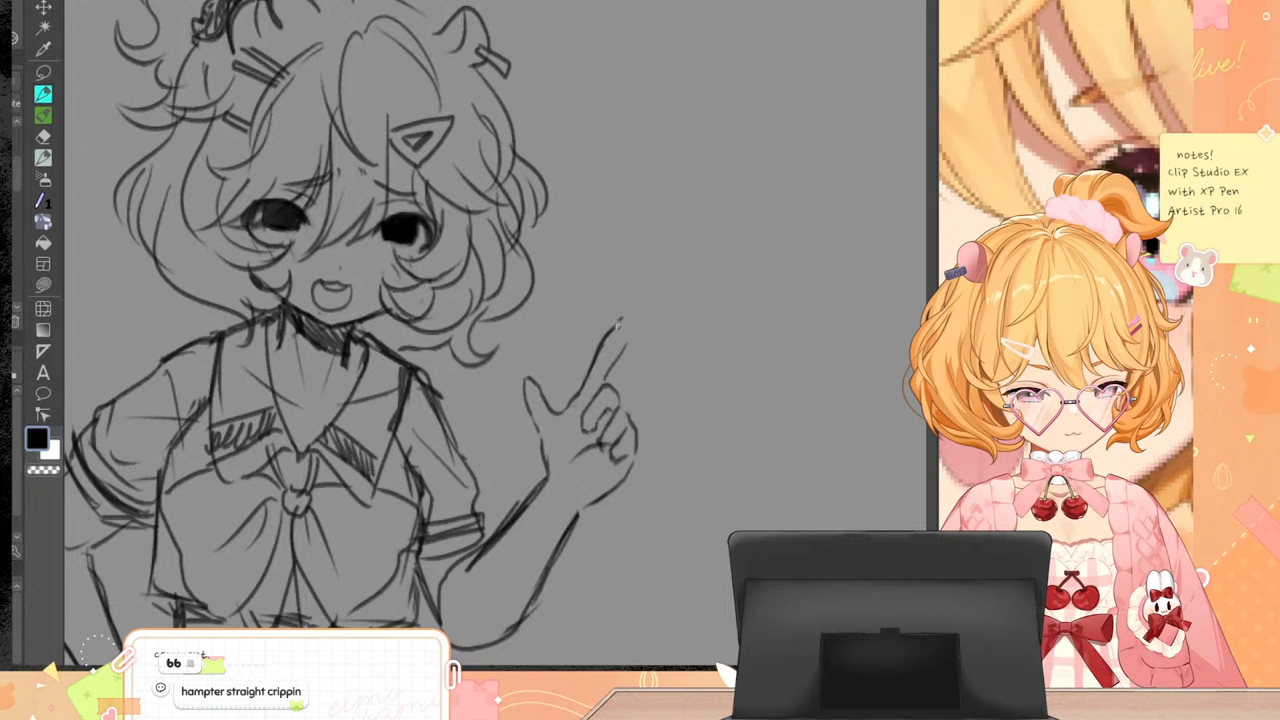 live!
notes!
Clip Studio EX
with XP Pen
Artist Pro 16
66
hampter straight crippin